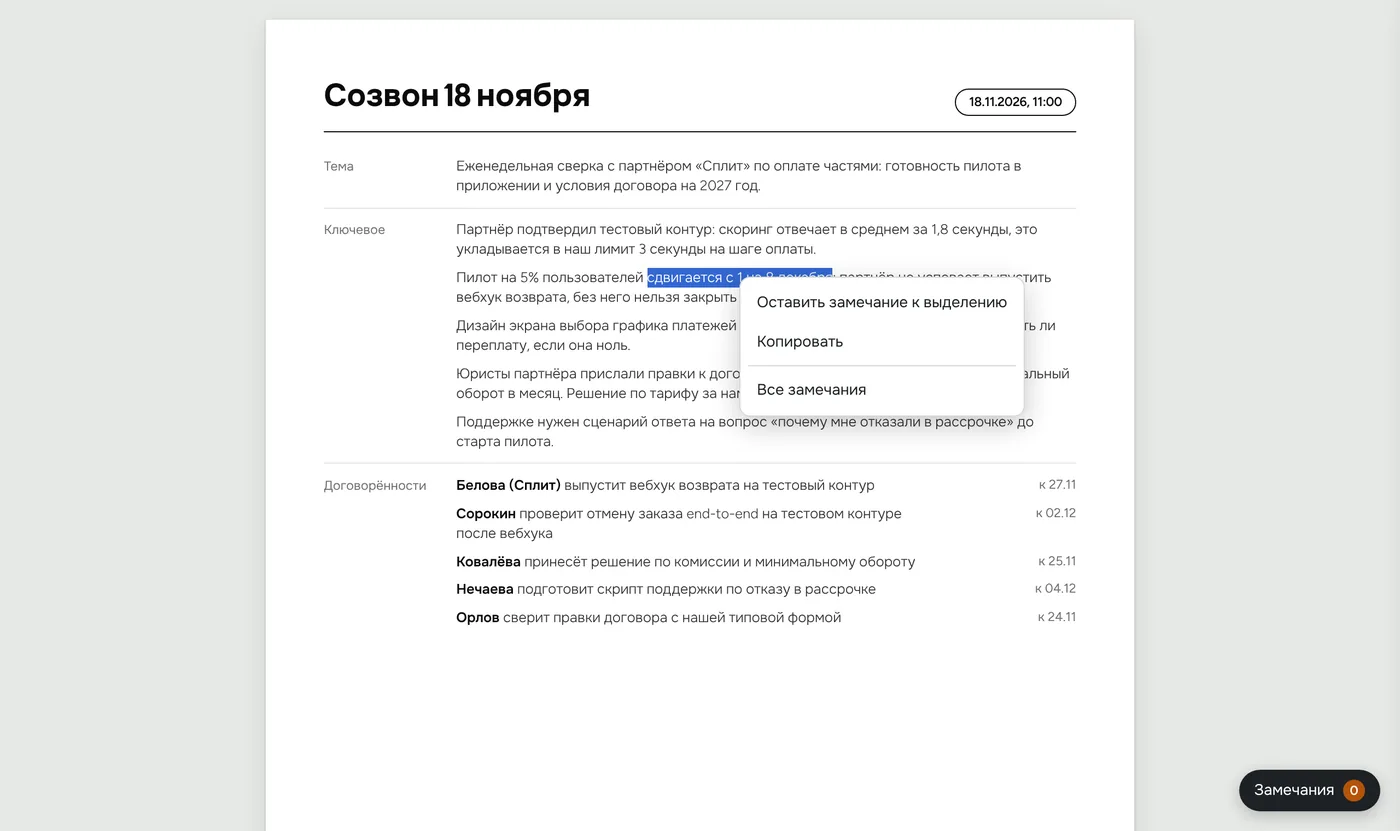 Созвон 18 ноября
18.11.2026, 11:00
Тема
Еженедельная сверка с партнёром «Сплит» по оплате частями: готовность пилота в
приложении и условия договора на 2027 год.
Ключевое
Партнёр подтвердил тестовый контур: скоринг отвечает в среднем за 1,8 секунды, это
укладывается в наш лимит 3 секунды на шаге оплаты.
Пилот на 5% пользователей сдвигается с 1 на 8 декабря: партнёр не успевает выпустить
вебхук возврата, без него нельзя закрыть
Дизайн экрана выбора графика платежей
ли
переплату, если она ноль.
Юристы партнёра прислали правки к
оборот в месяц. Решение по тарифу за
Поддержке нужен сценарий ответа на вопрос «почему мне отказали в рассрочке» до
старта пилота.
Оставить замечание к выделению
Копировать
Все замечания
Договорённости
Белова (Сплит) выпустит вебхук возврата на тестовый контур
к 27.11
Сорокин проверит отмену заказа end-to-end на тестовом контуре
после вебхука
к 02.12
Ковалёва принесёт решение по комиссии и минимальному обороту
к 25.11
Нечаева подготовит скрипт поддержки по отказу в рассрочке
к 04.12
Орлов сверит правки договора с нашей типовой формой
к 24.11
Замечания 0